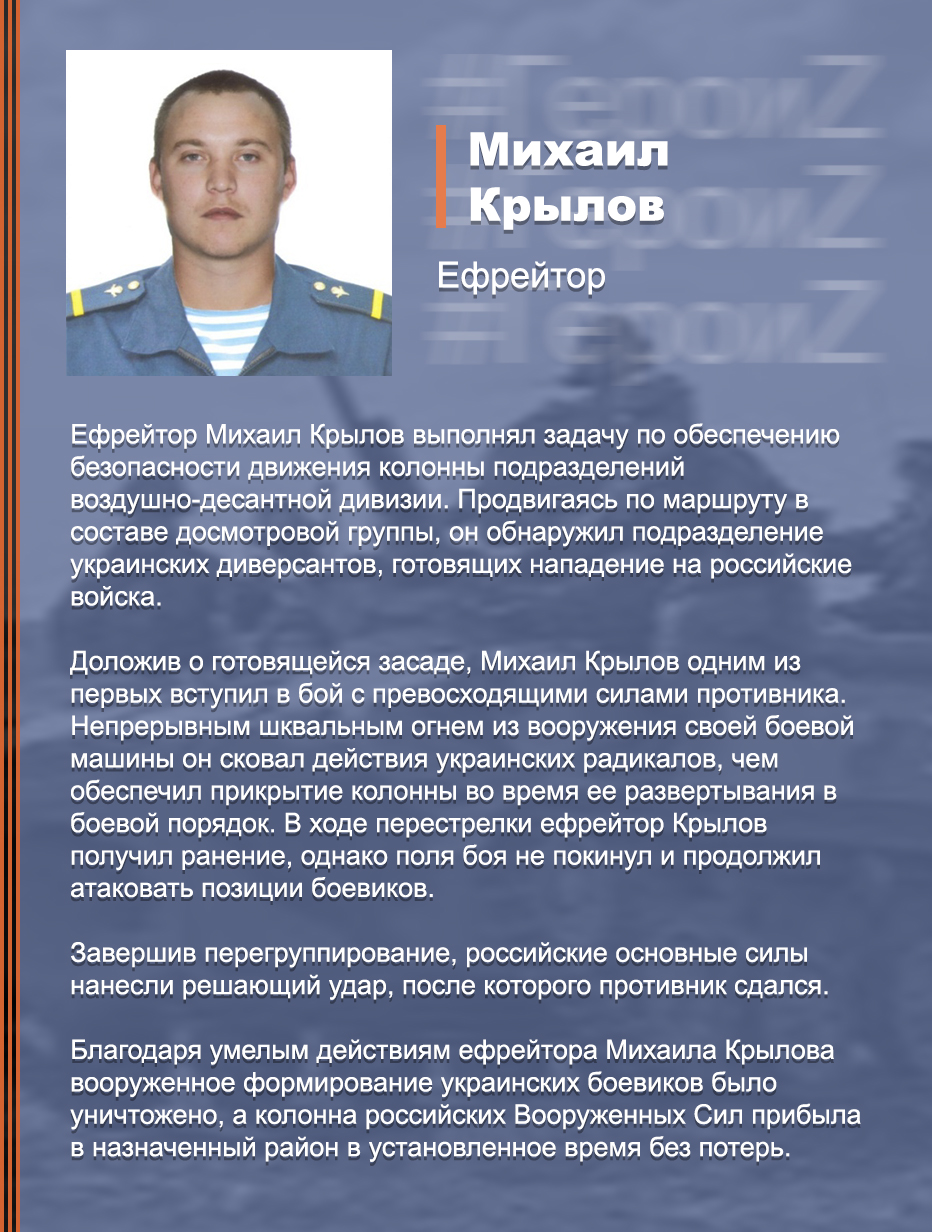 #ГероиZ
Михаил
#ГероиZ
Крылов
Ефрейтор
#ГероиZ
Ефрейтор Михаил Крылов выполнял задачу по обеспечению
безопасности движения колонны подразделений
воздушно-десантной дивизии. Продвигаясь по маршруту в
составе досмотровой группы, он обнаружил подразделение
украинских диверсантов, готовящих нападение на российские
войска.
Доложив о готовящейся засаде, Михаил Крылов одним из
первых вступил в бой с превосходящими силами противника.
Непрерывным шквальным огнем из вооружения своей боевой
машины он сковал действия украинских радикалов, чем
обеспечил прикрытие колонны во время ее развертывания в
боевой порядок. В ходе перестрелки ефрейтор Крылов
получил ранение, однако поля боя не покинул и продолжил
атаковать позиции боевиков.
Завершив перегруппирование, российские основные силы
нанесли решающий удар, после которого противник сдался.
Благодаря умелым действиям ефрейтора Михаила Крылова
вооруженное формирование украинских боевиков было
уничтожено, а колонна российских Вооруженных Сил прибыла
в назначенный район в установленное время без потерь.